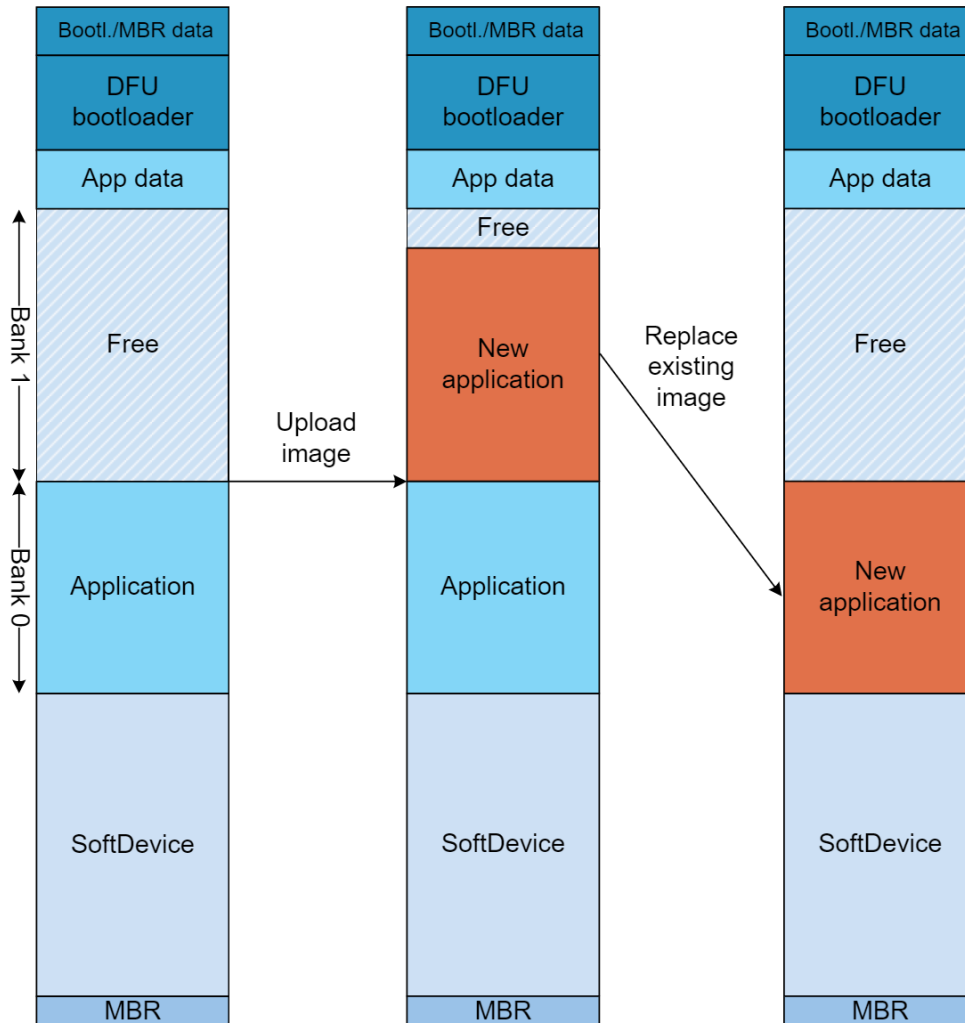 Bootl./MBR data
DFU
bootloader
App data
Free
Bank 1
Application
Bank 0
SoftDevice
MBR
Upload
image
Bootl./MBR data
DFU
bootloader
App data
Free
New
application
Application
SoftDevice
MBR
Replace
existing
image
Bootl./MBR data
DFU
bootloader
App data
Free
New
application
SoftDevice
MBR